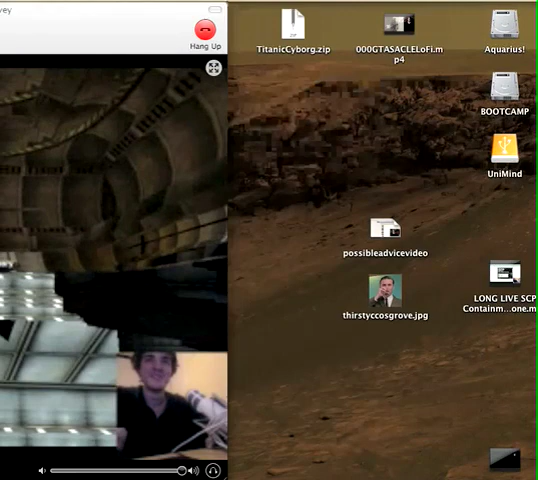 vey
Hang Up
TitanicCyborg.zip
000GTASACLELoFi.m
p4
Aquarius!
BOOTCAMP
UniMind
possibleadvicevideo
thirstyccosgrove.jpg
LONG LIVE SCP
Containm...one.m